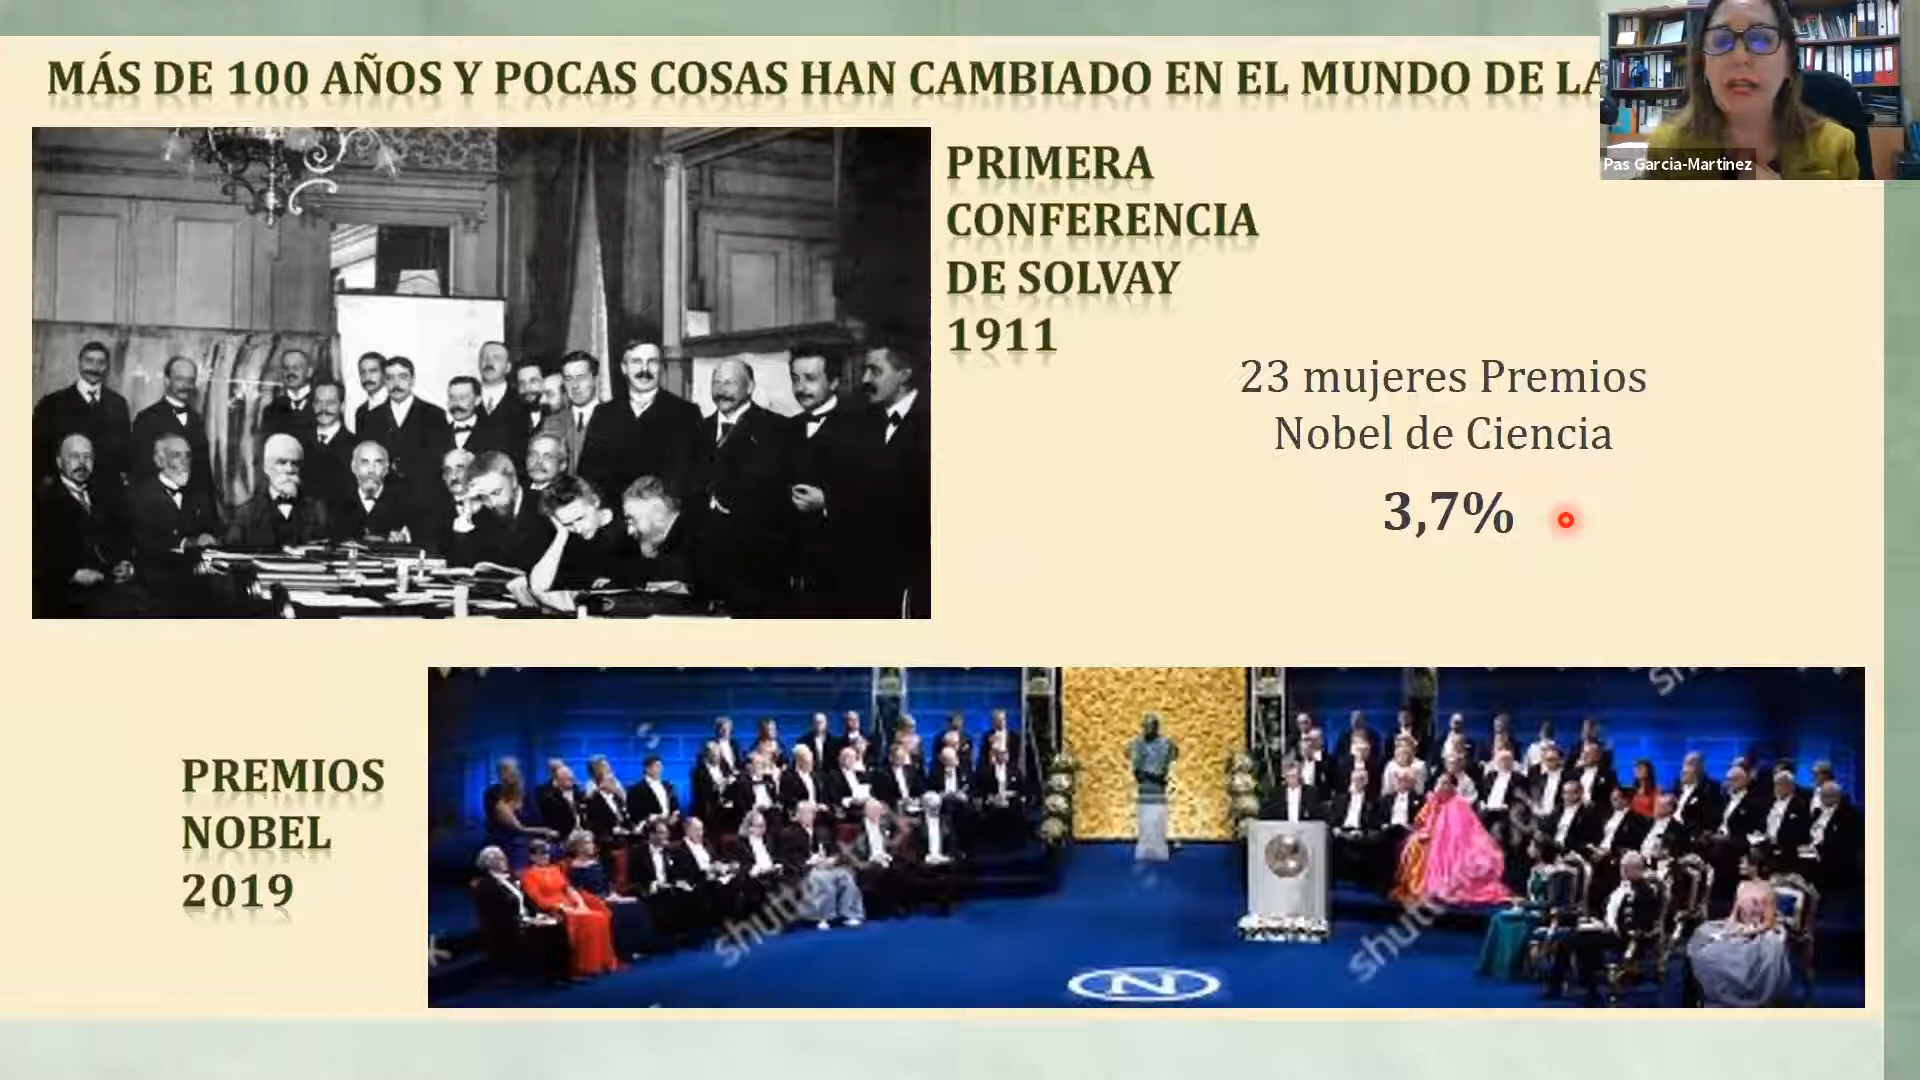 MÁS DE 100 AÑOS Y POCAS COSAS HAN CAMBIADO EN EL MUNDO DE LA
Pas Garcia-Martinez
PRIMERA
CONFERENCIA
DE SOLVAY
1911
23 mujeres Premios
Nobel de Ciencia
3,7%
PREMIOS
NOBEL
2019
N